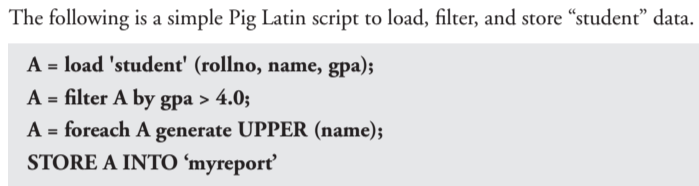 The following is a simple Pig Latin script to load, filter, and store “student” data.
A = load 'student' (rollno, name, gpa);
A = filter A by gpa > 4.0;
A = foreach A generate UPPER (name);
STORE A INTO ‘myreport’